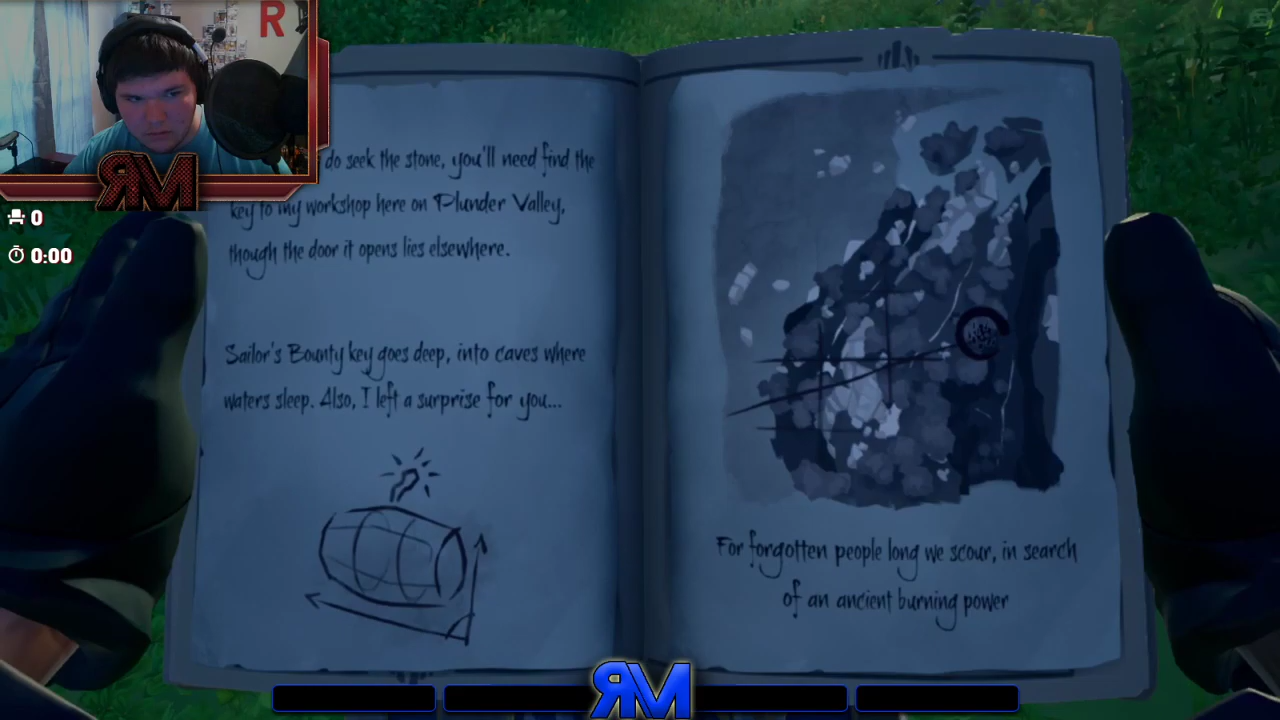 R
ЯM
0
0:00
do seek the stone, you'll need find the
key to my workshop here on Plunder Valley,
though the door it opens lies elsewhere.
Sailor's Bounty key goes deep, into caves where
waters sleep. Also, I left a surprise for you...
For forgotten people long we scour, in search
of an ancient burning power
ЯM